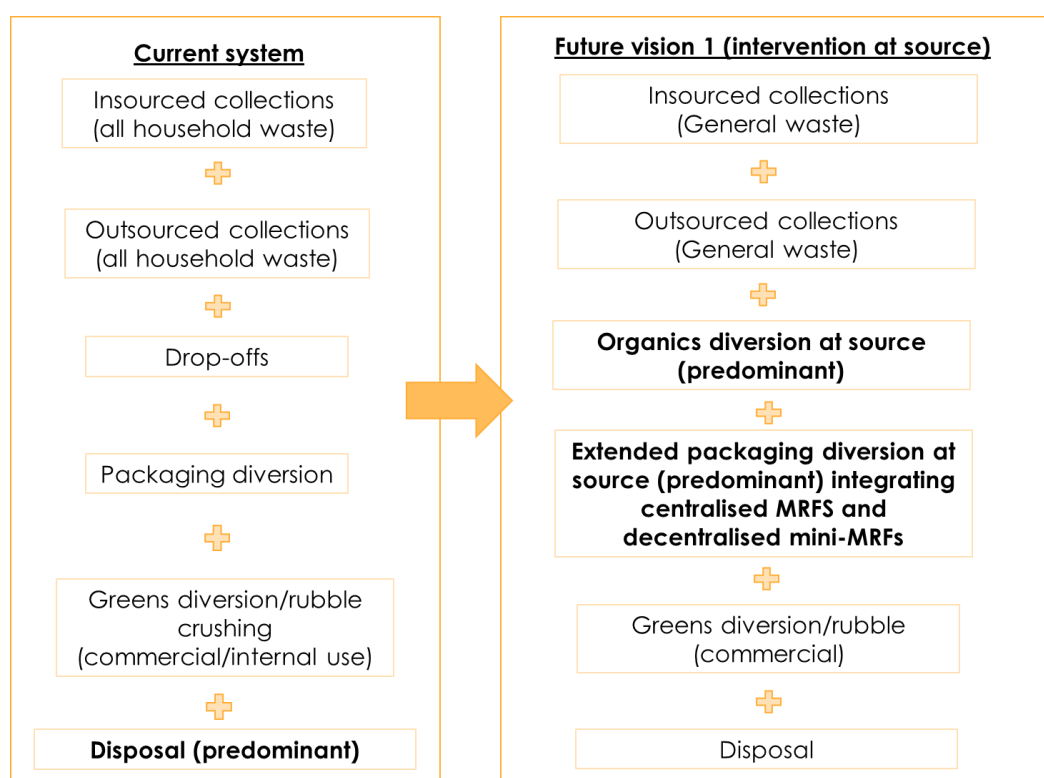 Current system
Insourced collections
(all household waste)
Outsourced collections
(all household waste)
Drop-offs
Packaging diversion
Greens diversion/rubble
crushing
(commercial/internal use)
Disposal (predominant)
Future vision 1 (intervention at source)
Insourced collections
(General waste)
Outsourced collections
(General waste)
Organics diversion at source
(predominant)
Extended packaging diversion at
source (predominant) integrating
centralised MRFS and
decentralised mini-MRFs
Greens diversion/rubble
(commercial)
Disposal